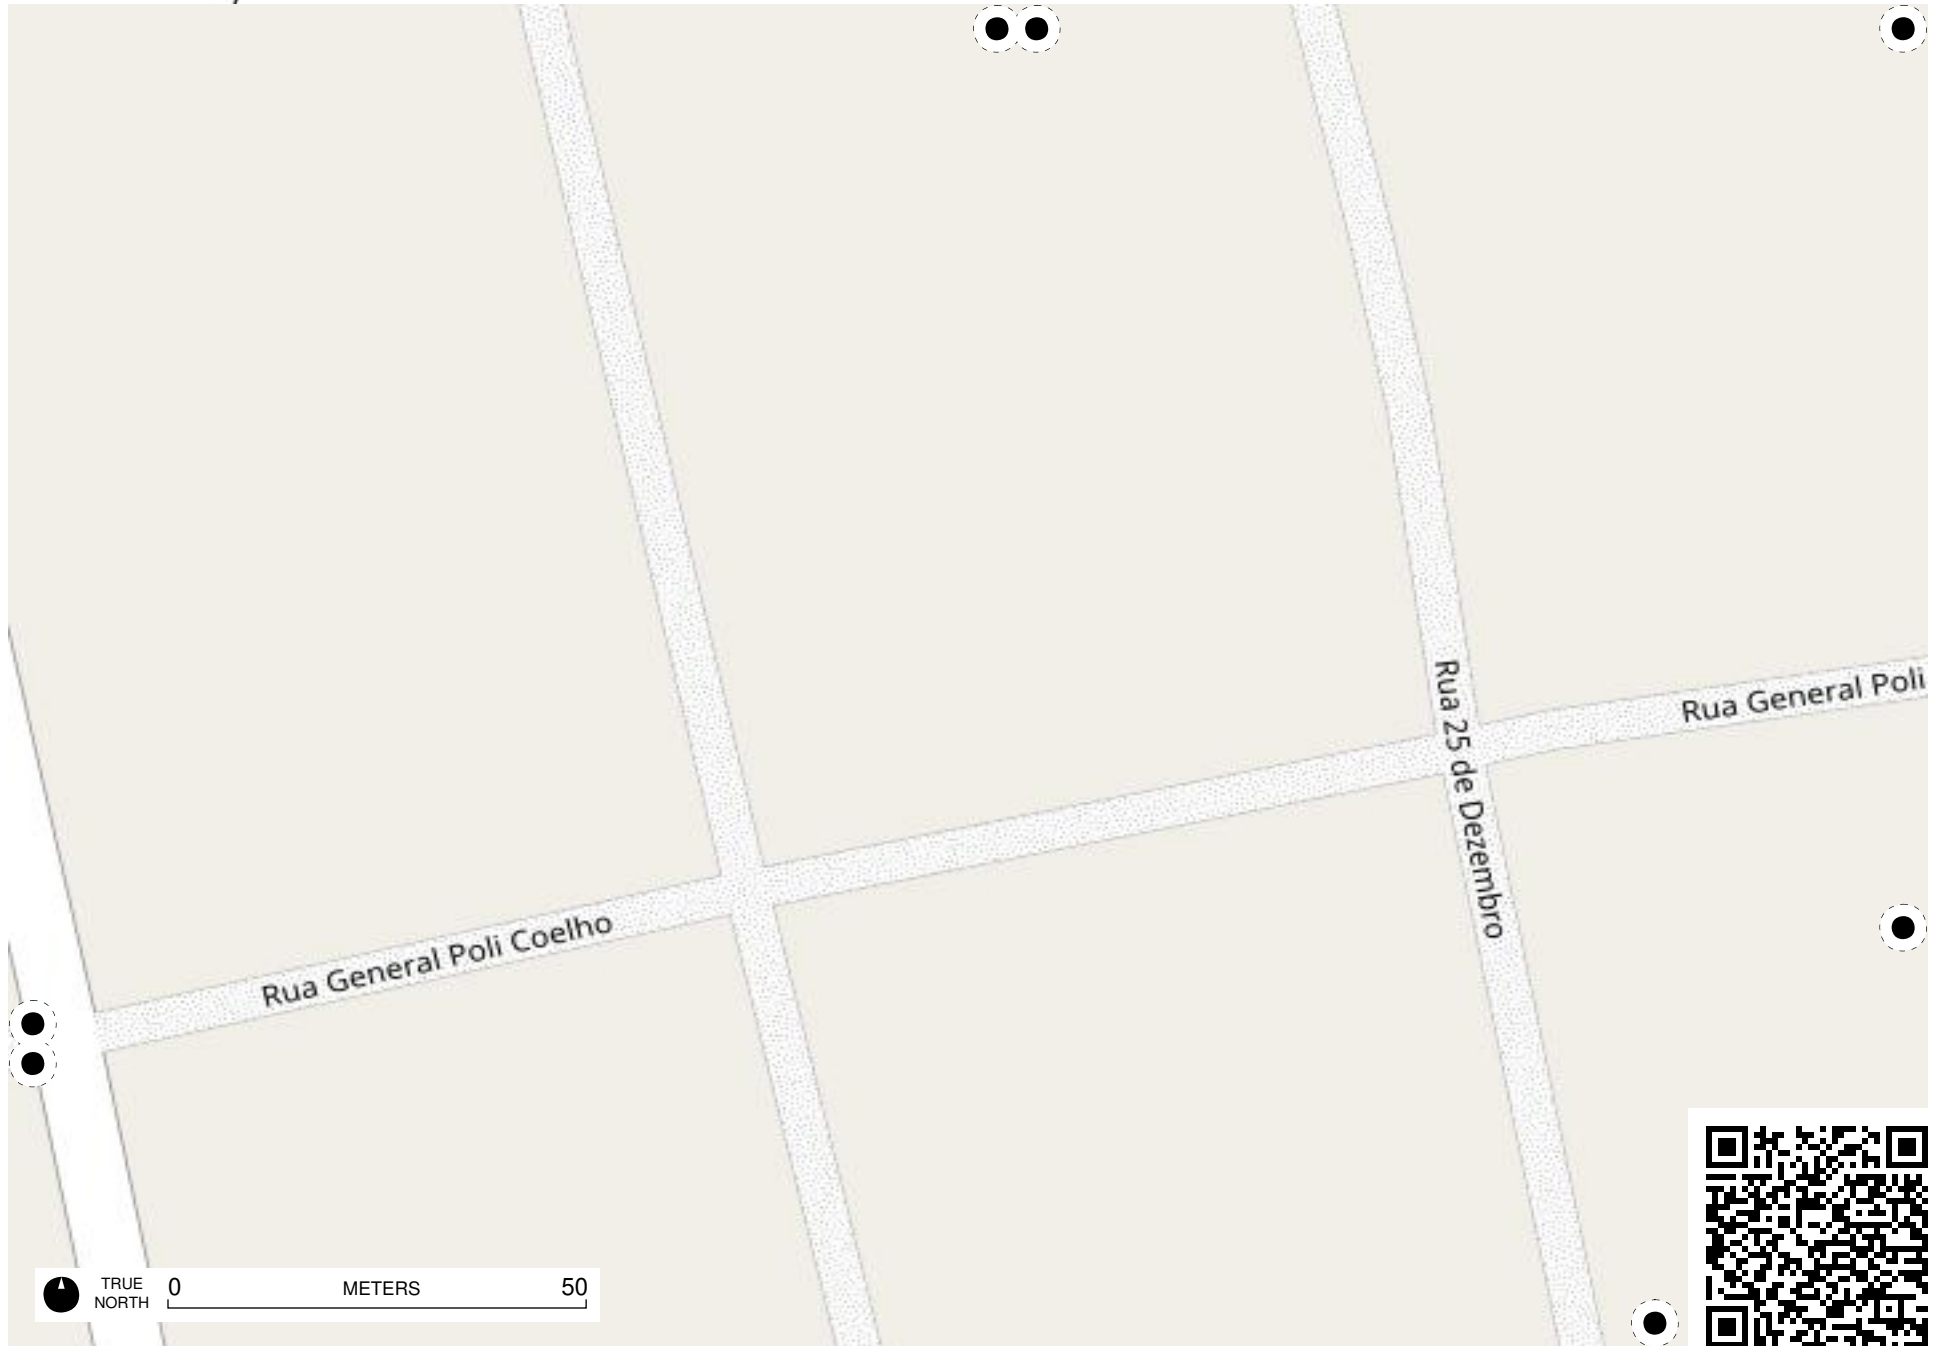 Rua 25 de Dezembro
Rua General Poli
Rua General Poli Coelho
TRUE
NORTH
0 METERS 50